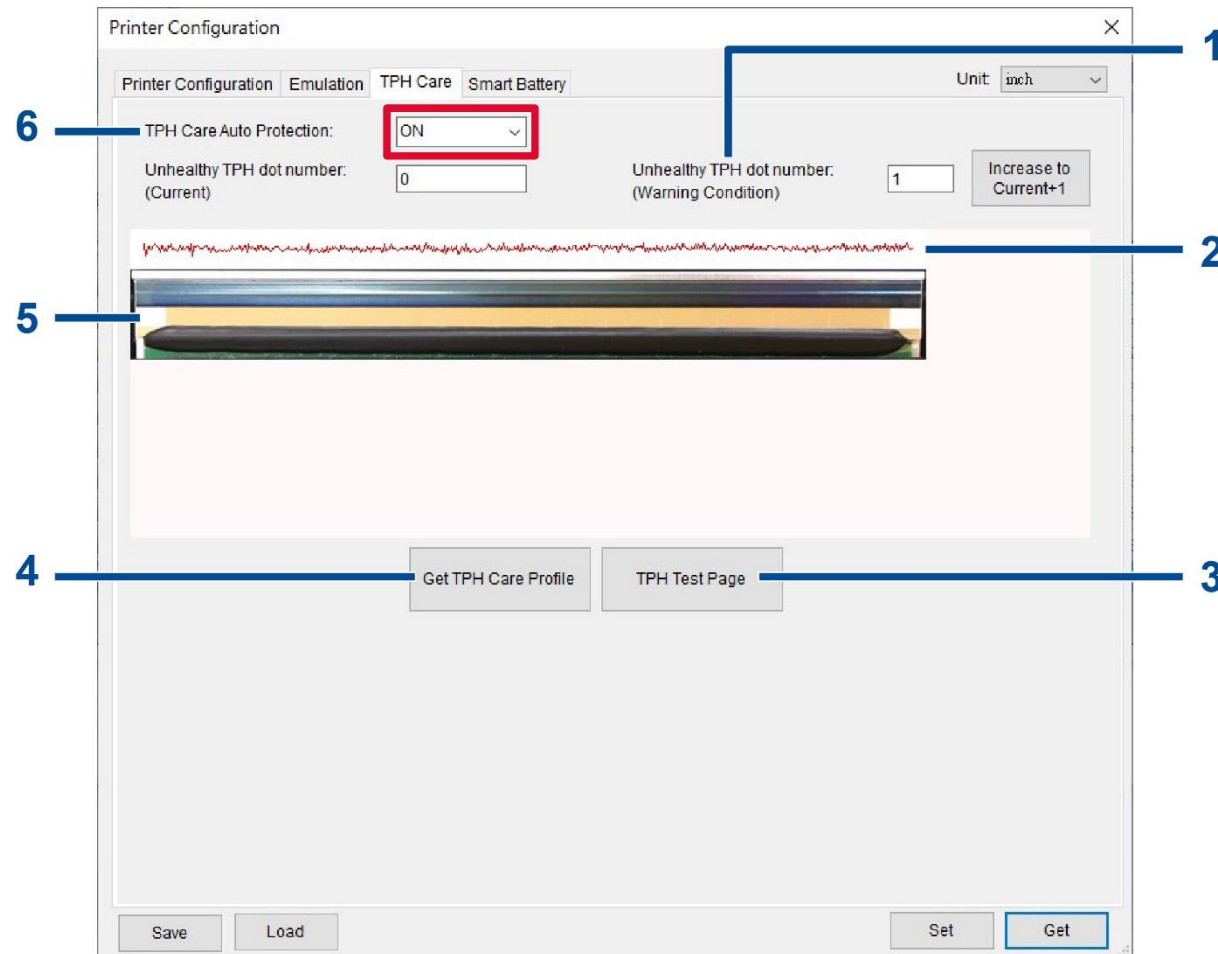 Printer Configuration
1
Printer Configuration Emulation TPH Care Smart Battery Unit: inch
6
TPH Care Auto Protection: ON
Unhealthy TPH dot number: 0
(Current)
Unhealthy TPH dot number: 1
(Warning Condition)
Increase to
Current+1
2
5
4
Get TPH Care Profile TPH Test Page
3
Save Load Set Get